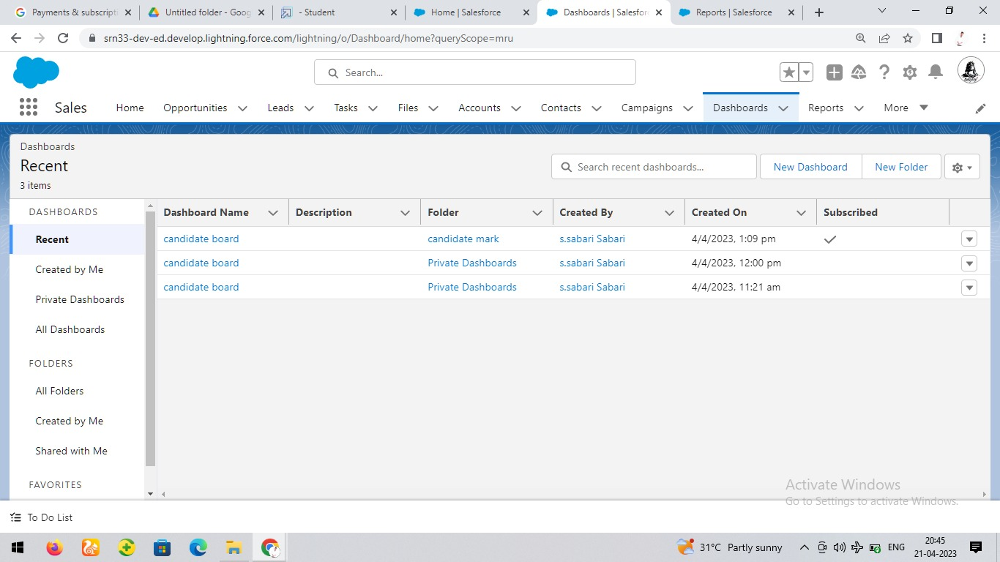 Payments & subscripti
Untitled folder - Goog
- Student
Home | Salesforce
Dashboards | Salesfor
Reports | Salesforce
srn33-dev-ed.develop.lightning.force.com/lightning/o/Dashboard/home?queryScope=mru
Search...
Sales
Home
Opportunities
Leads
Tasks
Files
Accounts
Contacts
Campaigns
Dashboards
Reports
More
Dashboards
Recent
3 items
Search recent dashboards...
New Dashboard
New Folder
DASHBOARDS
Recent
Created by Me
Private Dashboards
All Dashboards
FOLDERS
All Folders
Created by Me
Shared with Me
FAVORITES
Dashboard Name Description Folder Created By Created On Subscribed
candidate board candidate mark s.sabari Sabari 4/4/2023, 1:09 pm
candidate board Private Dashboards s.sabari Sabari 4/4/2023, 12:00 pm
candidate board Private Dashboards s.sabari Sabari 4/4/2023, 11:21 am
Activate Windows
Go to Settings to activate Windows.
To Do List
31°C Partly sunny
ENG
20:45
21-04-2023